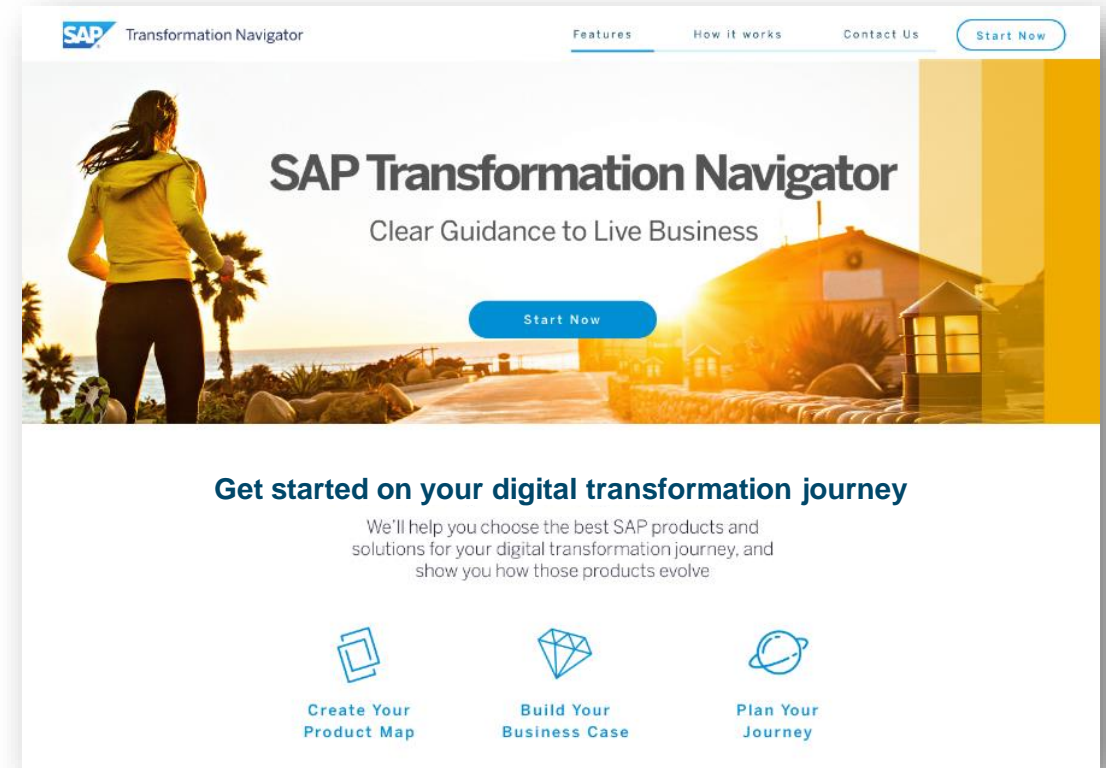 SAP Transformation Navigator
Features How it works Contact Us Start Now
SAP Transformation Navigator
Clear Guidance to Live Business
Start Now
Get started on your digital transformation journey
We'll help you choose the best SAP products and
solutions for your digital transformation journey, and
show you how those products evolve
Create Your
Product Map
Build Your
Business Case
Plan Your
Journey